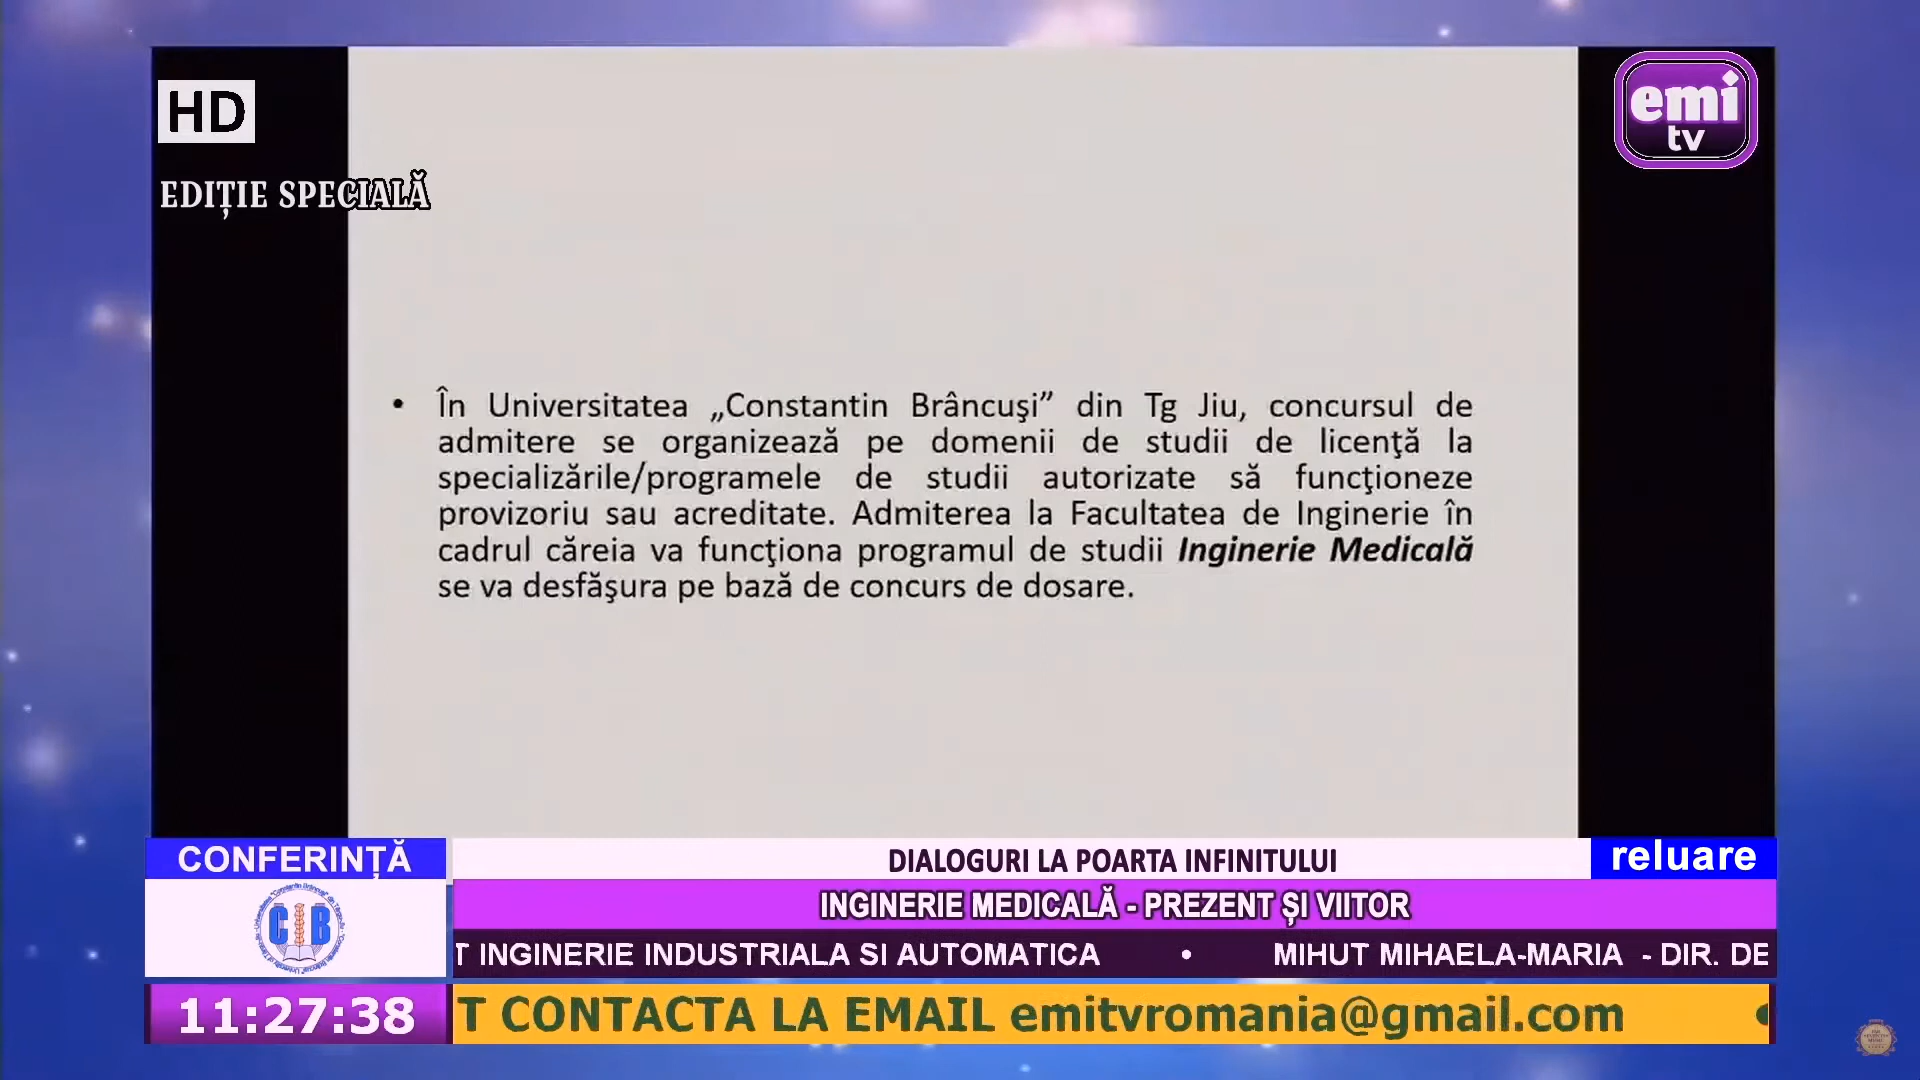 HD
emi
tv
EDIȚIE SPECIALĂ
• În Universitatea „Constantin Brâncuşi” din Tg Jiu, concursul de
admitere se organizează pe domenii de studii de licenţă la
specializările/programele de studii autorizate să funcţioneze
provizoriu sau acreditate. Admiterea la Facultatea de Inginerie în
cadrul căreia va funcţiona programul de studii Inginerie Medicală
se va desfăşura pe bază de concurs de dosare.
CONFERINȚĂ
DIALOGURI LA POARTA INFINITULUI
reluare
INGINERIE MEDICALĂ - PREZENT ȘI VIITOR
CB
T INGINERIE INDUSTRIALA SI AUTOMATICA • MIHUT MIHAELA-MARIA - DIR. DE
11:27:38
T CONTACTA LA EMAIL emitvromania@gmail.com